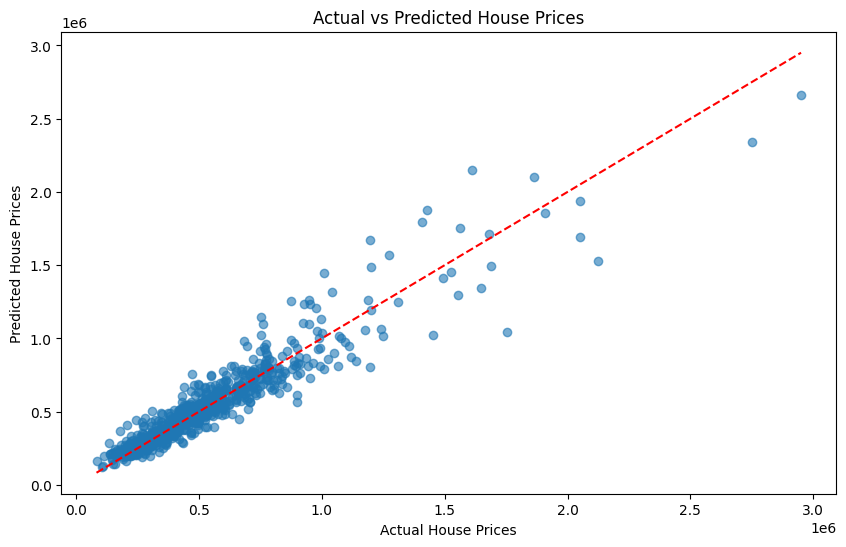 Actual vs Predicted House Prices
1e6
3.0
2.5
2.0
1.5
1.0
0.5
0.0
Predicted House Prices
0.0 0.5 1.0 1.5 2.0 2.5 3.0
1e6
Actual House Prices